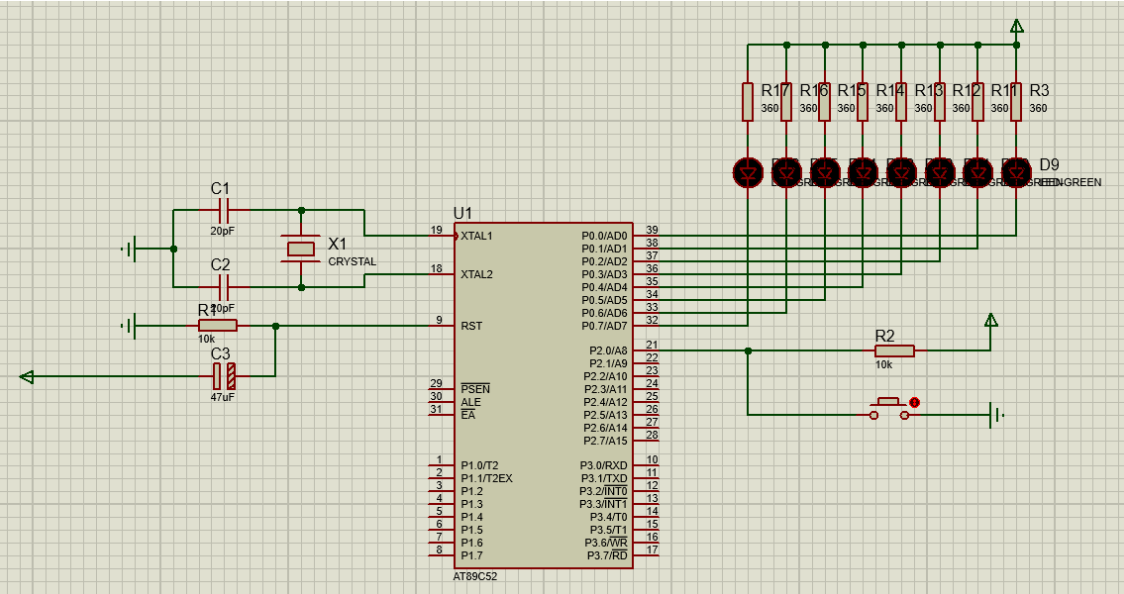 R17
R16
R15
R14
R13
R12
R11
R3
360
360
360
360
360
360
360
360
D9
LED-GREEN
C1
20pF
X1
CRYSTAL
C2
20pF
R1
10k
C3
47uF
U1
19
XTAL1
18
XTAL2
9
RST
29
PSEN
30
ALE
31
EA
1
P1.0/T2
2
P1.1/T2EX
3
P1.2
4
P1.3
5
P1.4
6
P1.5
7
P1.6
8
P1.7
P0.0/AD0
39
P0.1/AD1
38
P0.2/AD2
37
P0.3/AD3
36
P0.4/AD4
35
P0.5/AD5
34
P0.6/AD6
33
P0.7/AD7
32
P2.0/A8
21
P2.1/A9
22
P2.2/A10
23
P2.3/A11
24
P2.4/A12
25
P2.5/A13
26
P2.6/A14
27
P2.7/A15
28
P3.0/RXD
10
P3.1/TXD
11
P3.2/INT0
12
P3.3/INT1
13
P3.4/T0
14
P3.5/T1
15
P3.6/WR
16
P3.7/RD
17
AT89C52
R2
10k